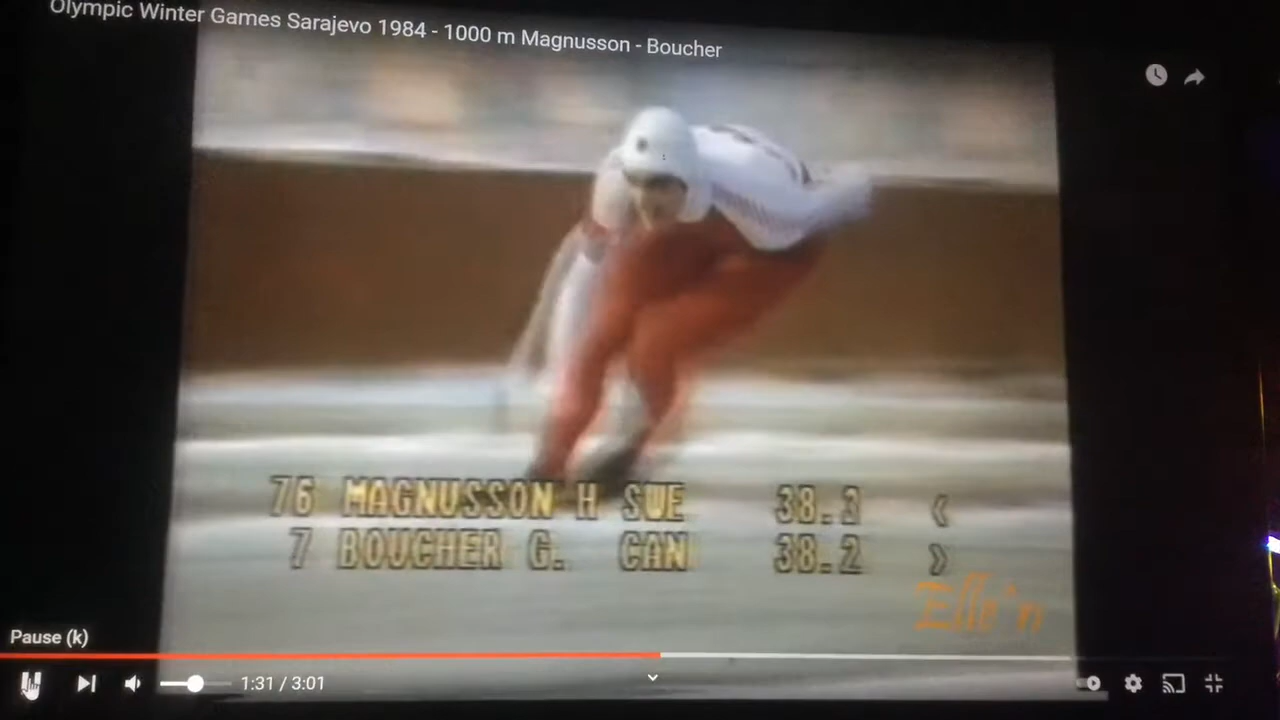 Olympic Winter Games Sarajevo 1984 - 1000 m Magnusson - Boucher
76 MAGNUSSON H SWE 38.3 <
7 BOUCHER G. CAN 38.2 >
Elle'n
Pause (k)
1:31 / 3:01